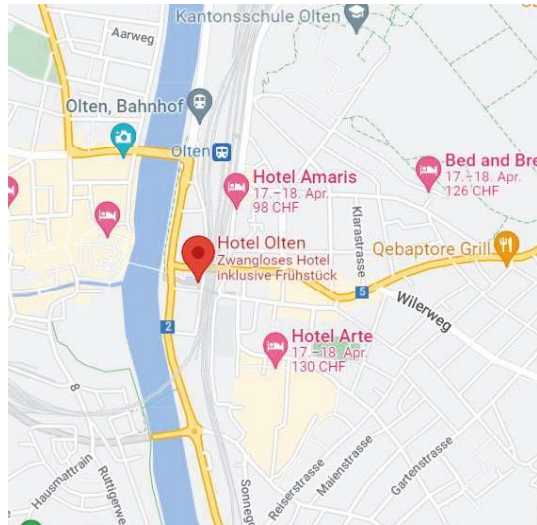 Kantonsschule Olten
Aarweg
Olten, Bahnhof
Olten
Hotel Amaris
17.–18. Apr.
98 CHF
Bed and Bre
17.–18. Apr.
126 CHF
Klarastrasse
Hotel Olten
Zwangloses Hotel
inklusive Frühstück
Qebaptore Grill
5
Wilerweg
2
Hotel Arte
17.–18. Apr.
130 CHF
8
Hausmattrain
Rüttigerweg
Sonneg
Reiserstrasse
Maienstrasse
Gartenstrasse